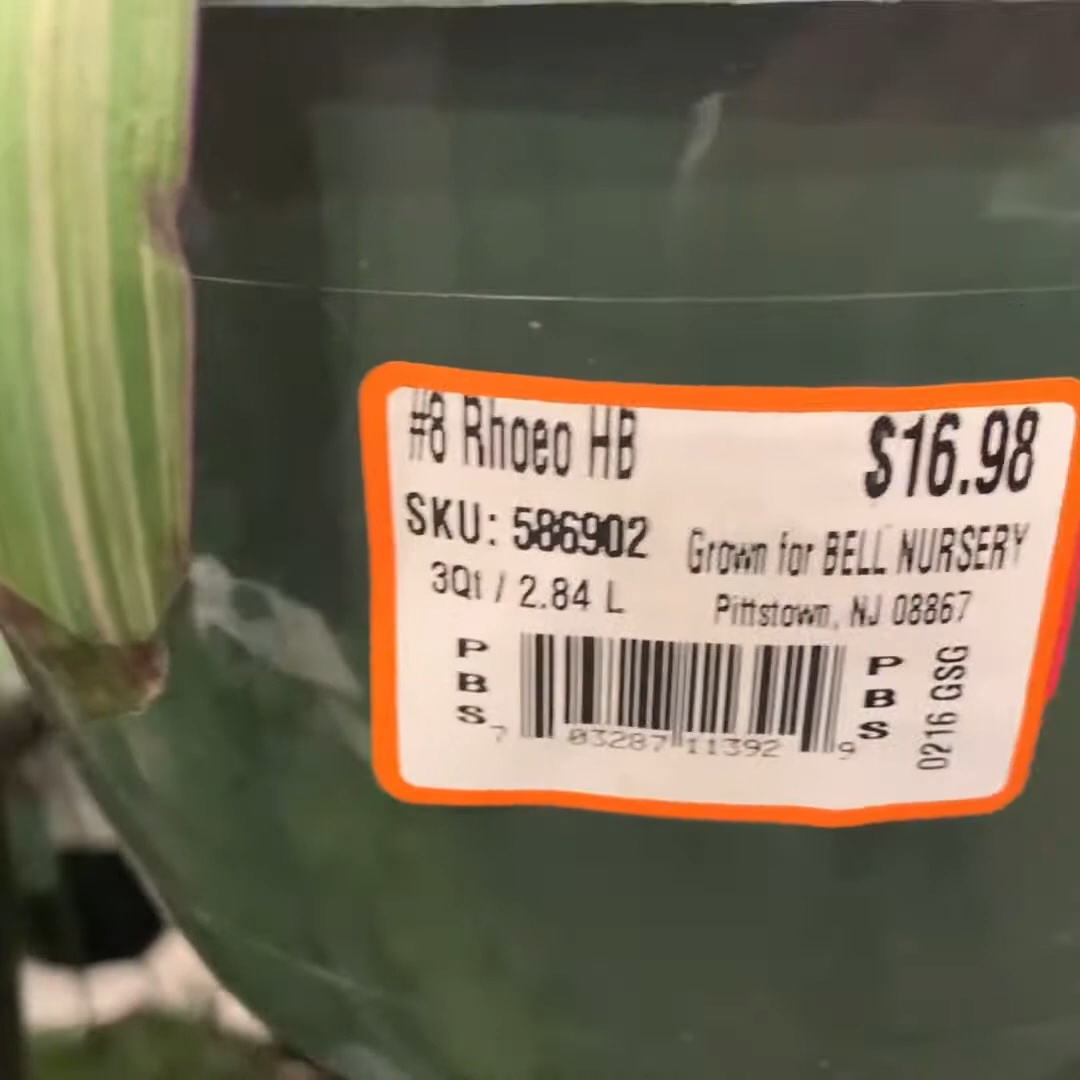 #8 Rhoeo HB
$16.98
SKU: 586902
Grown for BELL NURSERY
3Qt / 2.84 L
Pittstown, NJ 08867
PBS
7 03287 11392 9
PBS
0216 GSG